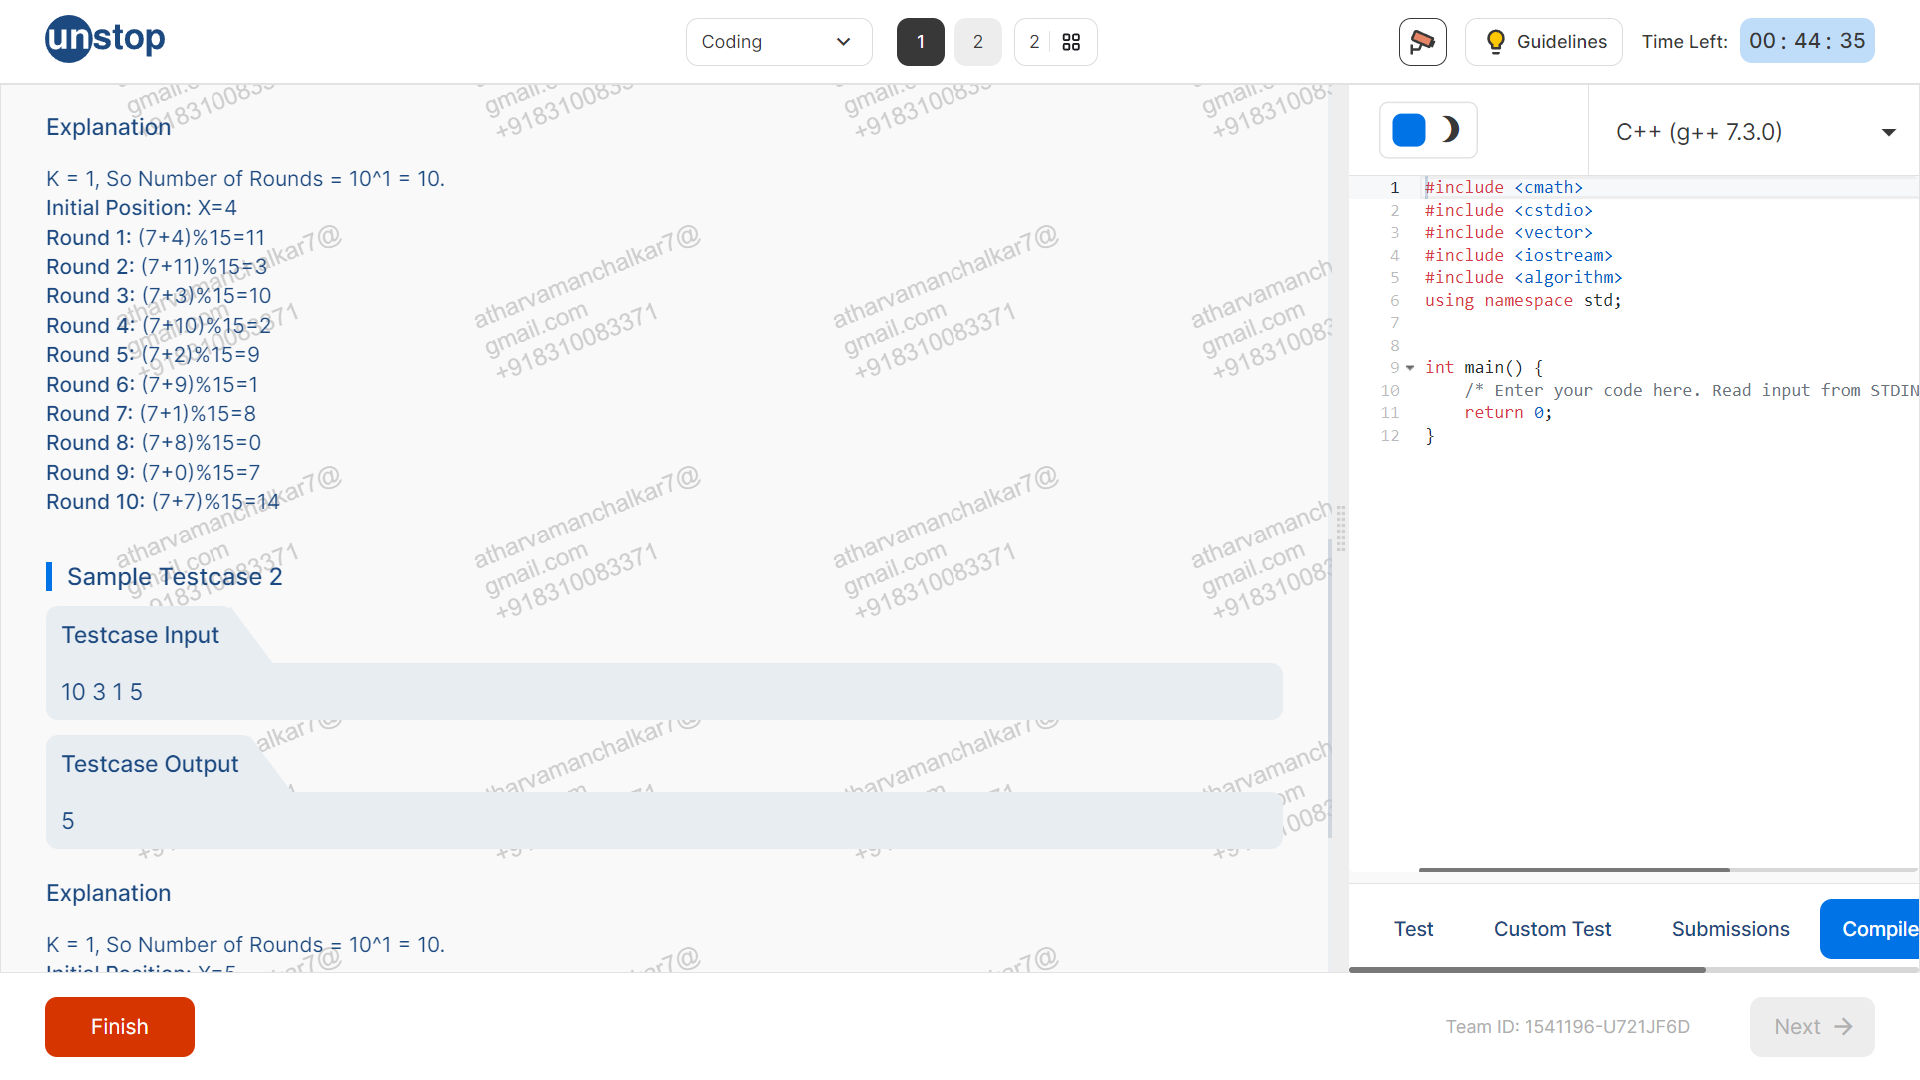 unstop
Coding
1
2
2
Guidelines
Time Left:
00 : 44 : 35
Explanation
K = 1, So Number of Rounds = 10^1 = 10.
Initial Position: X=4
Round 1: (7+4)%15=11
Round 2: (7+11)%15=3
Round 3: (7+3)%15=10
Round 4: (7+10)%15=2
Round 5: (7+2)%15=9
Round 6: (7+9)%15=1
Round 7: (7+1)%15=8
Round 8: (7+8)%15=0
Round 9: (7+0)%15=7
Round 10: (7+7)%15=14
Sample Testcase 2
Testcase Input
10 3 1 5
Testcase Output
5
Explanation
K = 1, So Number of Rounds = 10^1 = 10.
Initial Position: X=5
atharvamanchalkar7@
gmail.com
+918310083371
C++ (g++ 7.3.0)
1 #include <cmath>
2 #include <cstdio>
3 #include <vector>
4 #include <iostream>
5 #include <algorithm>
6 using namespace std;
7
8
9 int main() {
10 /* Enter your code here. Read input from STDIN
11 return 0;
12 }
Test
Custom Test
Submissions
Compile
Finish
Team ID: 1541196-U721JF6D
Next